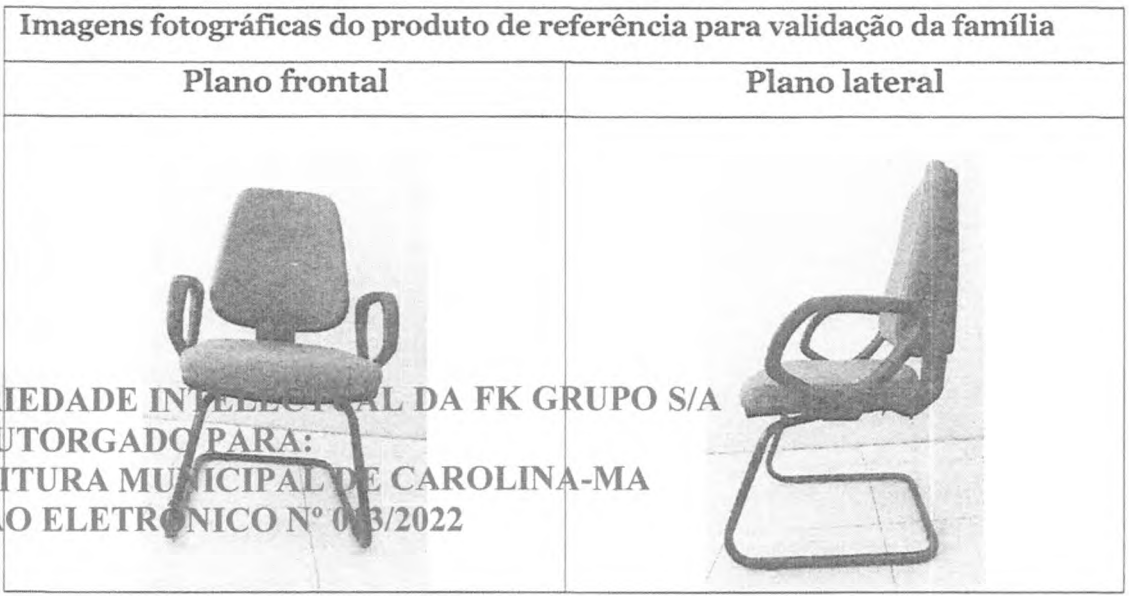 Imagens fotográficas do produto de referência para validação da família
Plano frontal
Plano lateral
IEDADE INTELECTUAL DA FK GRUPO S/A
UTORGADO PARA:
ITURA MUNICIPAL DE CAROLINA-MA
O ELETRÔNICO Nº